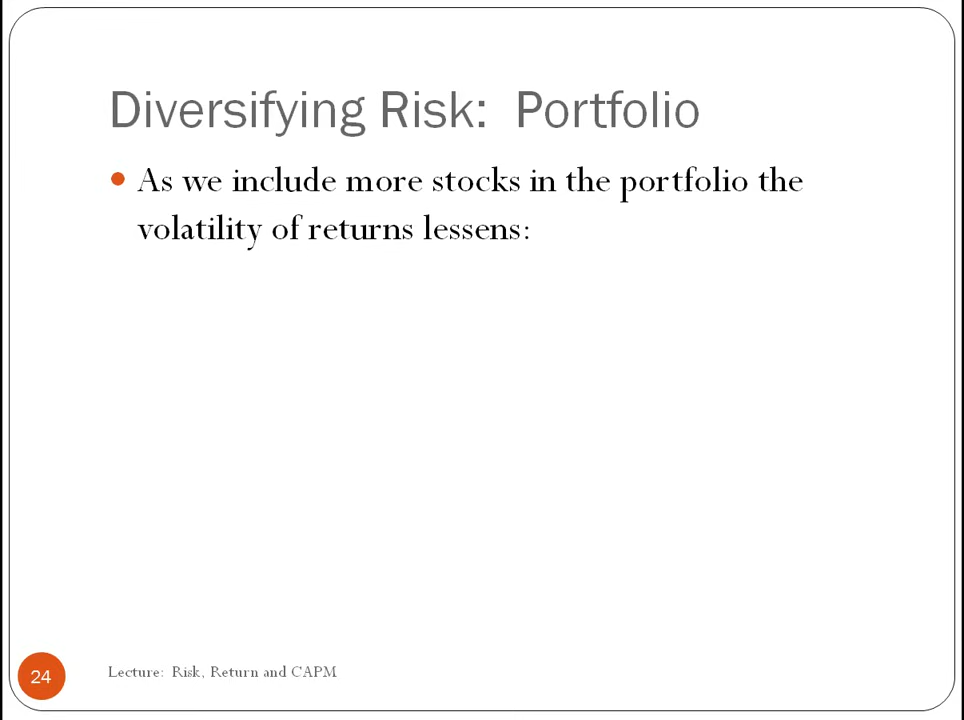 Diversifying Risk:  Portfolio
As we include more stocks in the portfolio the
volatility of returns lessens:
24
Lecture:  Risk, Return and CAPM